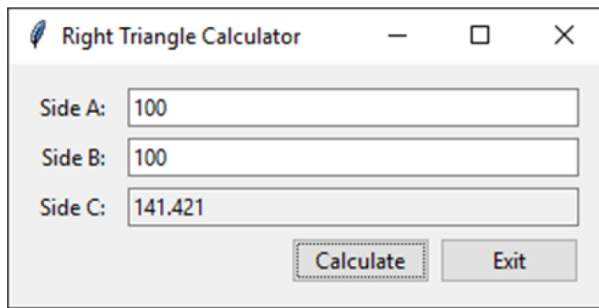 Right Triangle Calculator
Side A: 100
Side B: 100
Side C: 141.421
Calculate Exit